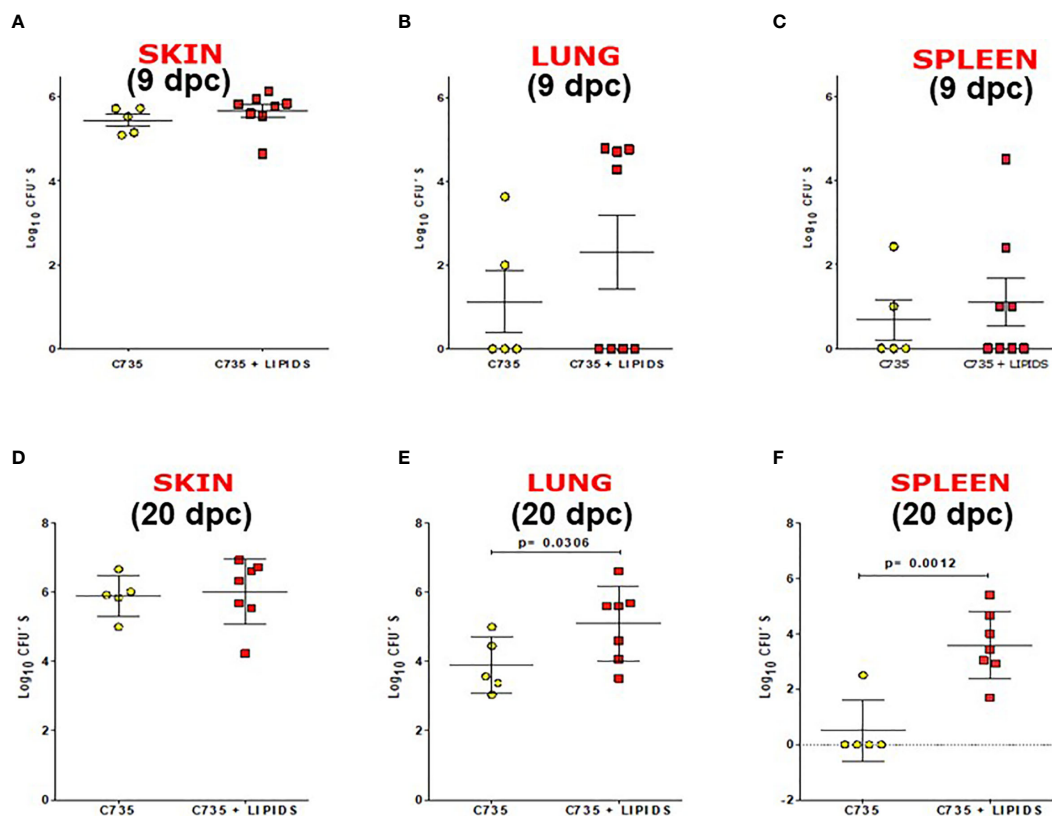 A
SKIN
(9 dpc)
Log10 CFU' S
6
4
2
0
C735
C735 + LIPIDS
B
LUNG
(9 dpc)
Log10 CFU' S
6
4
2
0
C735
C735 + LIPIDS
C
SPLEEN
(9 dpc)
Log10 CFU' S
6
4
2
0
C735
C735 + LIPIDS
D
SKIN
(20 dpc)
Log10 CFU' S
8
6
4
2
0
C735
C735 + LIPIDS
E
LUNG
(20 dpc)
p= 0.0306
Log10 CFU' S
8
6
4
2
0
C735
C735 + LIPIDS
F
SPLEEN
(20 dpc)
p= 0.0012
Log10 CFU' S
8
6
4
2
0
-2
C735
C735 + LIPIDS